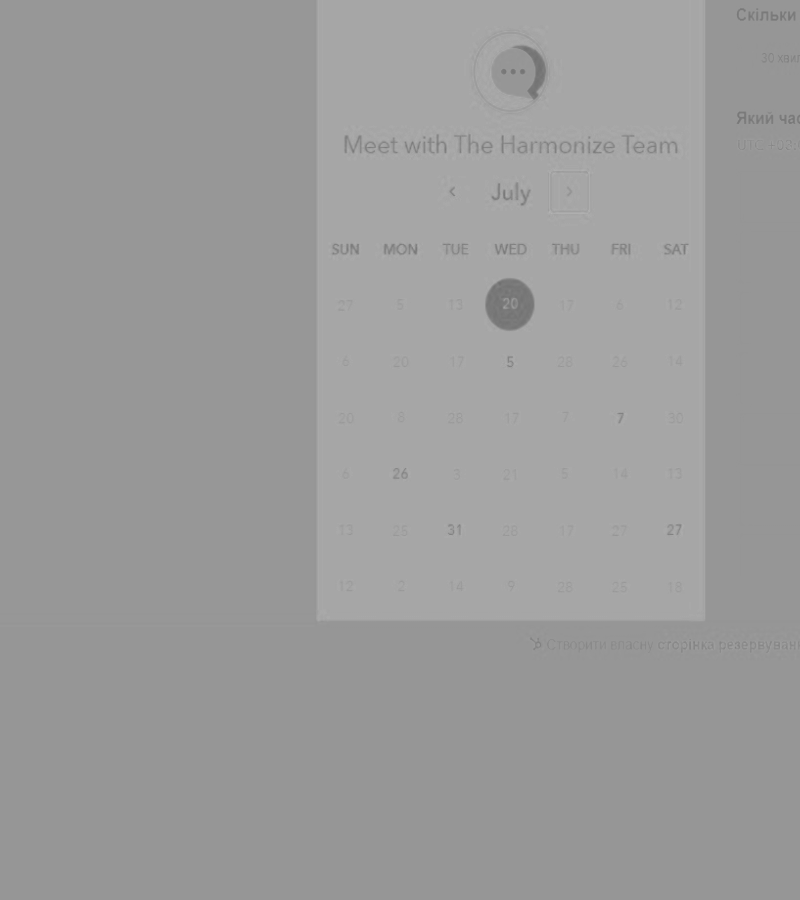 Скільки
30 хвил
Який час
Meet with The Harmonize Team
July
SUN MON TUE WED THU FRI SAT
27 5 13 20 17 6 12
6 20 17 5 28 26 14
20 8 28 17 7 7 30
6 26 3 21 5 14 13
13 25 31 28 17 27 27
12 2 14 9 28 25 18
Створити власну сторінка резервуван